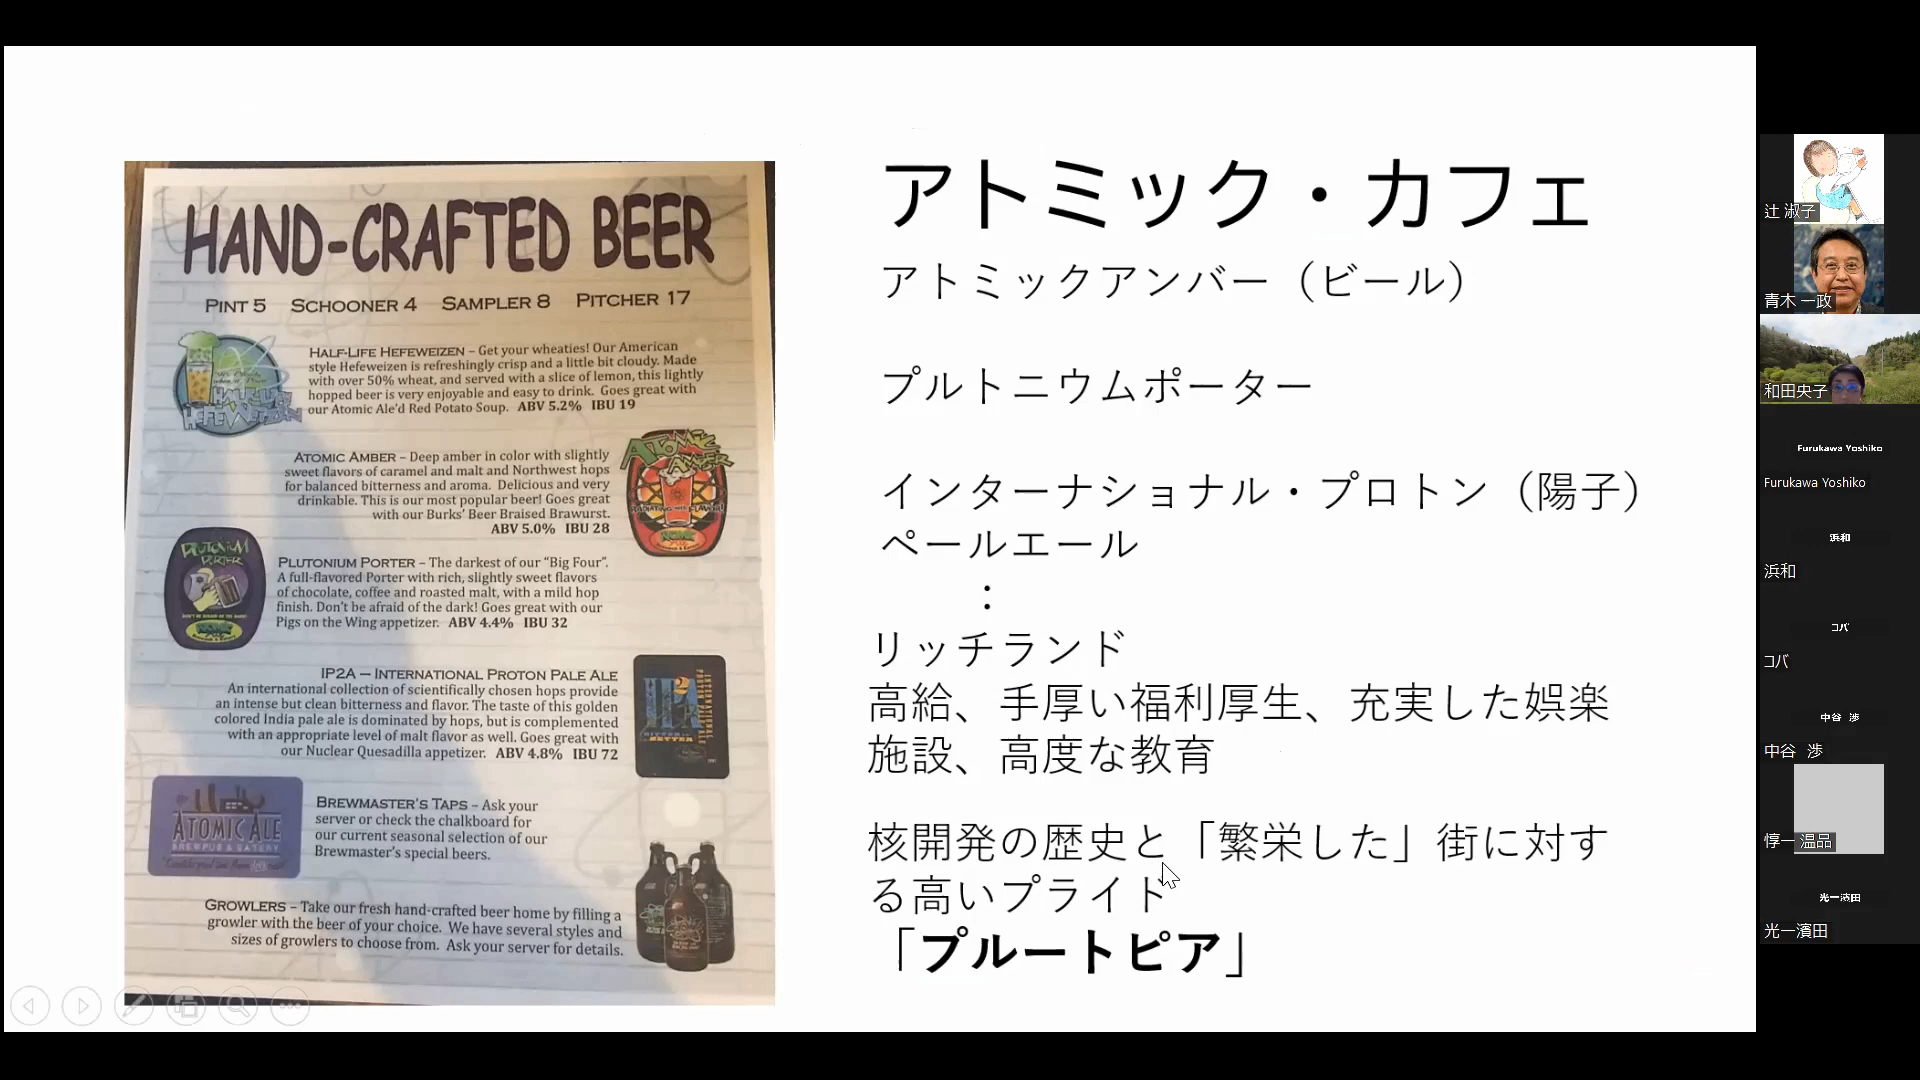 HAND-CRAFTED BEER
PINT 5 SCHOONER 4 SAMPLER 8 PITCHER 17
HALF-LIFE HEFEWEIZEN – Get your wheaties! Our American
style Hefeweizen is refreshingly crisp and a little bit cloudy. Made
with over 50% wheat, and served with a slice of lemon, this lightly
hopped beer is very enjoyable and easy to drink. Goes great with
our Atomic Ale'd Red Potato Soup. ABV 5.2% IBU 19
HALF-LIFE
HEFEWEIZEN
ATOMIC AMBER – Deep amber in color with slightly
sweet flavors of caramel and malt and Northwest hops
for balanced bitterness and aroma. Delicious and very
drinkable. This is our most popular beer! Goes great
with our Burks' Beer Braised Brawurst.
ABV 5.0% IBU 28
ATOMIC
AMBER
PLUTONIUM PORTER – The darkest of our "Big Four".
A full-flavored Porter with rich, slightly sweet flavors
of chocolate, coffee and roasted malt, with a mild hop
finish. Don't be afraid of the dark! Goes great with our
Pigs on the Wing appetizer. ABV 4.4% IBU 32
PLUTONIUM
PORTER
IP2A – INTERNATIONAL PROTON PALE ALE
An international collection of scientifically chosen hops provide
an intense but clean bitterness and flavor. The taste of this golden
colored India pale ale is dominated by hops, but is complemented
with an appropriate level of malt flavor as well. Goes great with
our Nuclear Quesadilla appetizer. ABV 4.8% IBU 72
BREWMASTER'S TAPS – Ask your
server or check the chalkboard for
our current seasonal selection of our
Brewmaster's special beers.
ATOMIC ALE
BREWPUB & EATERY
GROWLERS – Take our fresh hand-crafted beer home by filling a
growler with the beer of your choice. We have several styles and
sizes of growlers to choose from. Ask your server for details.
アトミック・カフェ
アトミックアンバー（ビール）
プルトニウムポーター
インターナショナル・プロトン（陽子）
ペールエール
：
リッチランド
高給、手厚い福利厚生、充実した娯楽
施設、高度な教育
核開発の歴史と「繁栄した」街に対す
る高いプライド
「プルートピア」
辻 淑子
青木 一政
和田央子
Furukawa Yoshiko
Furukawa Yoshiko
浜和
浜和
コバ
コバ
中谷 渉
中谷 渉
惇一 温品
光一濱田
光一濱田